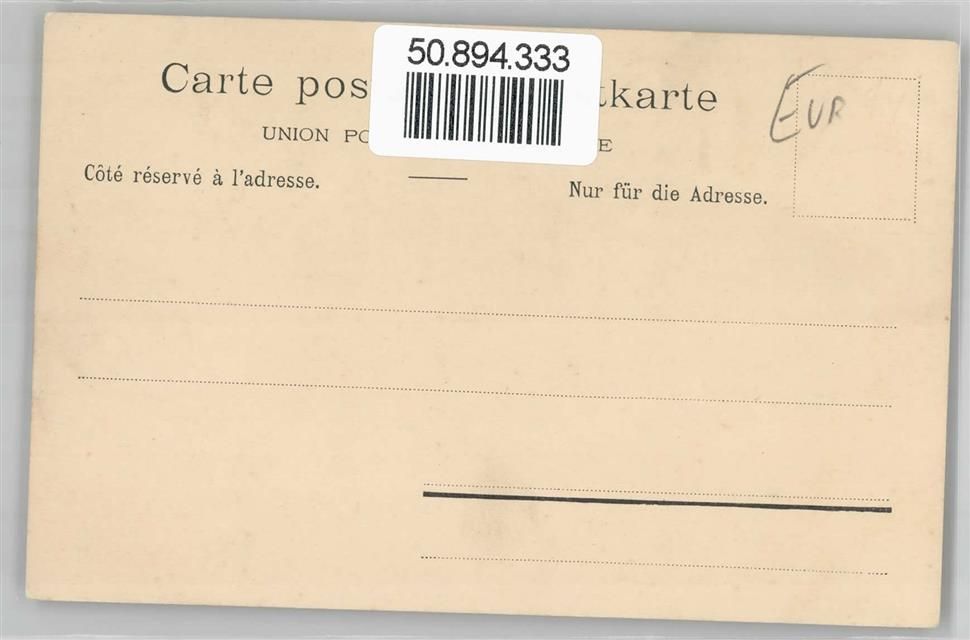 50.894.333
Carte pos tkarte
EUR
UNION PO E
Côté réservé à l'adresse.
Nur für die Adresse.